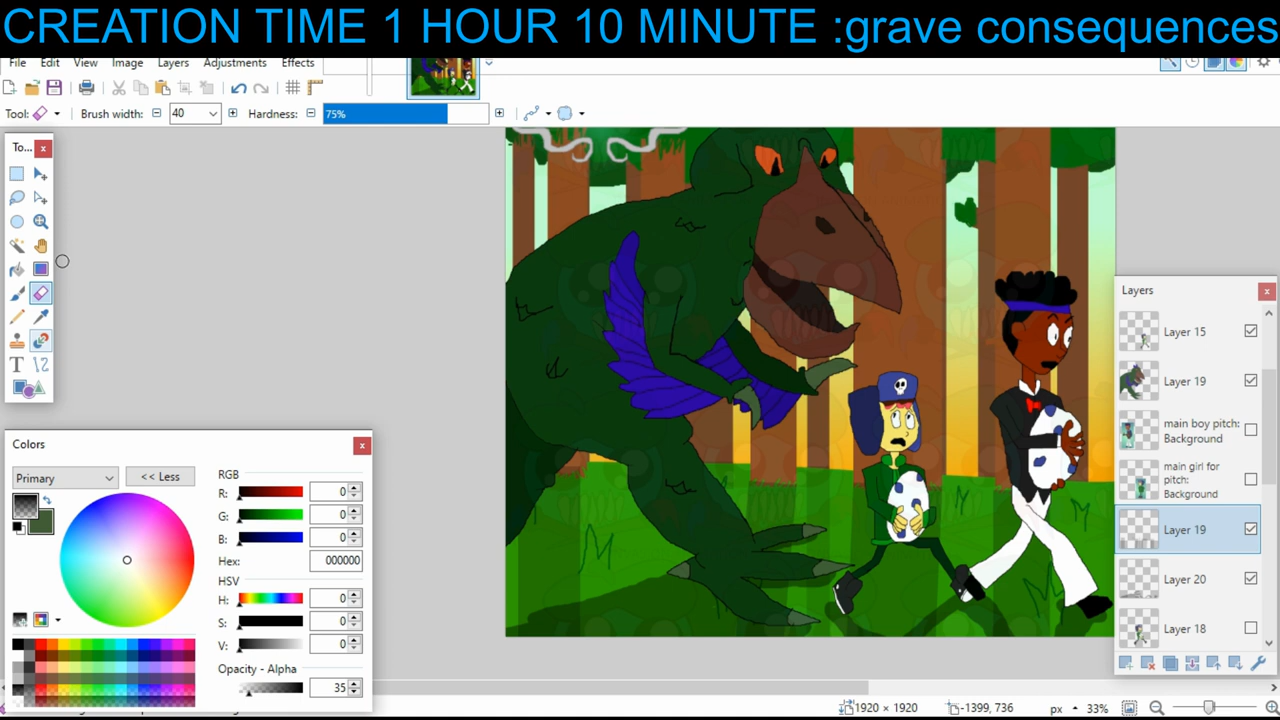 CREATION TIME 1 HOUR 10 MINUTE :grave consequences
File Edit View Image Layers Adjustments Effects
Tool: Brush width: 40 Hardness: 75%
To...
Layers
Layer 15
Layer 19
main boy pitch:
Background
main girl for
pitch:
Background
Layer 19
Layer 20
Layer 18
Colors
Primary
<< Less
RGB
R: 0
G: 0
B: 0
Hex: 000000
HSV
H: 0
S: 0
V: 0
Opacity - Alpha
35
1920 × 1920 -1399, 736 px 33%